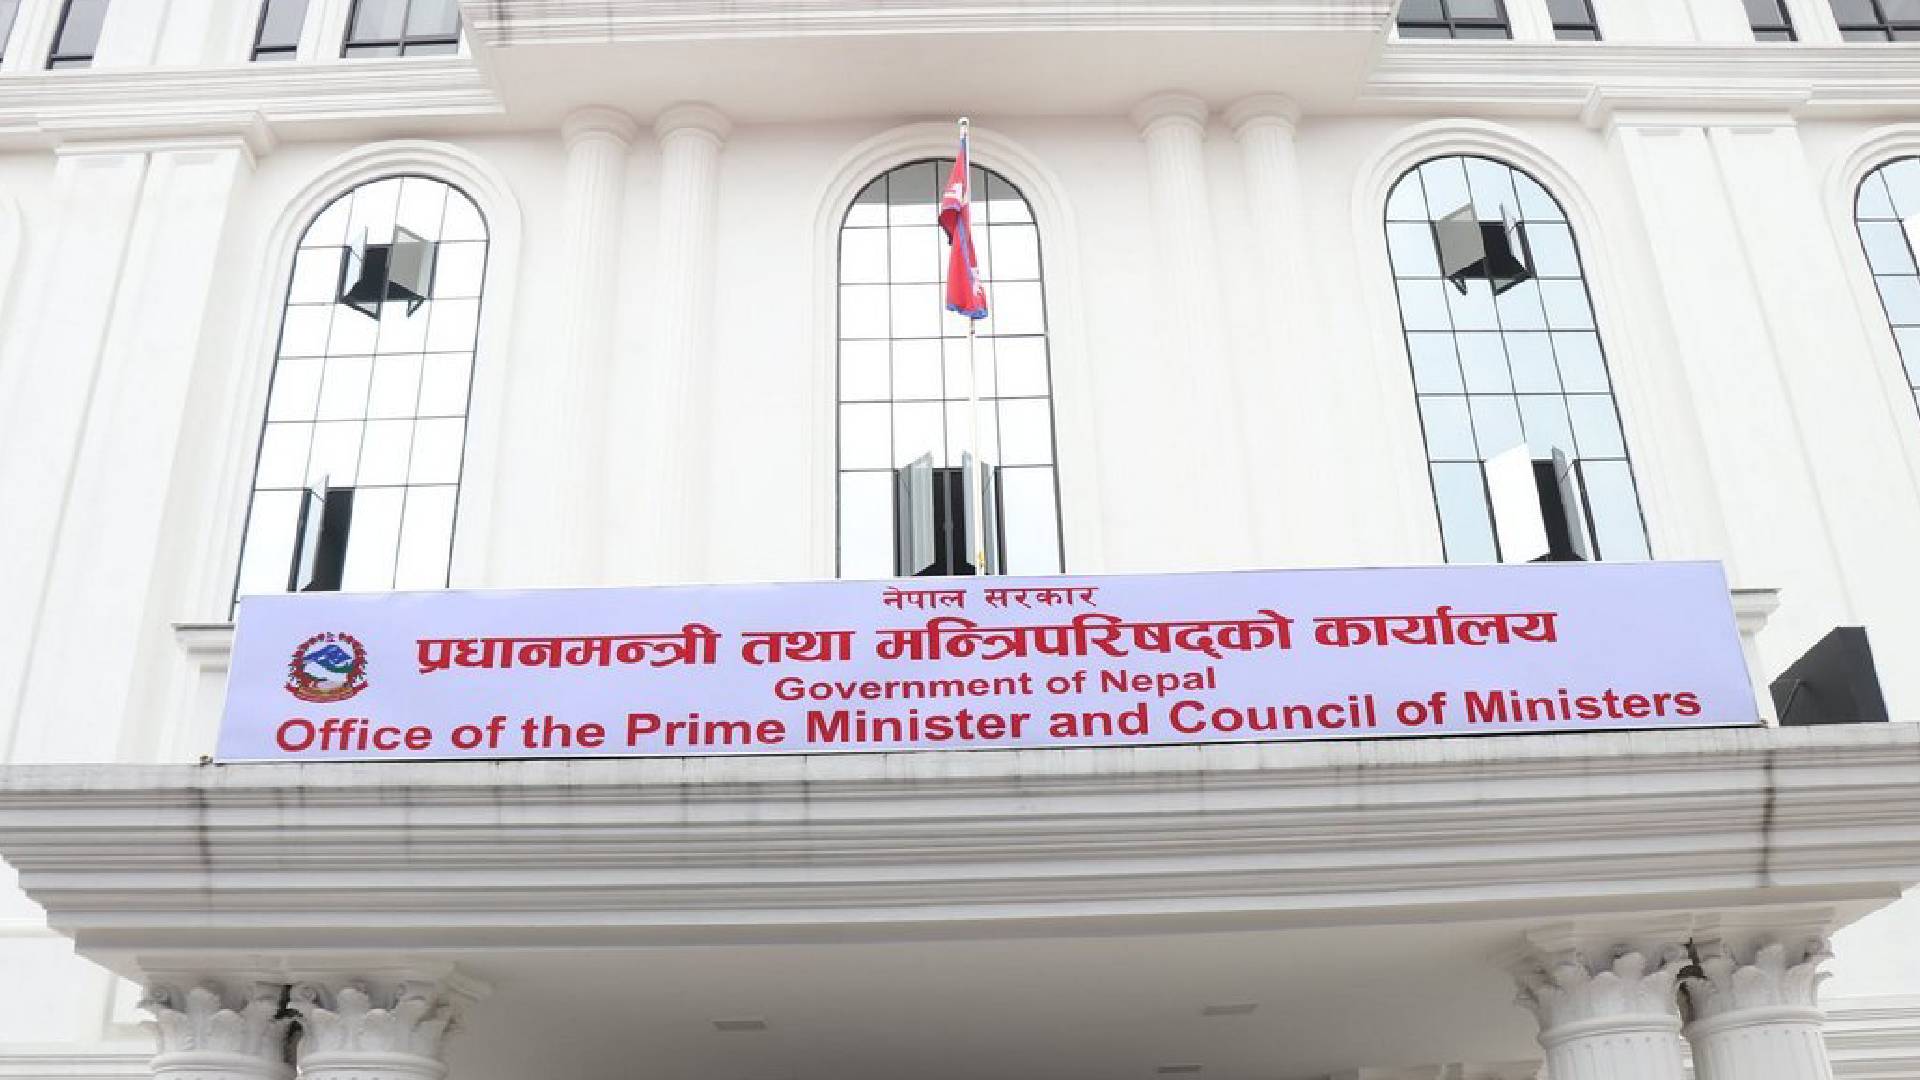 नेपाल सरकार
प्रधानमन्त्री तथा मन्त्रिपरिषद्को कार्यालय
Government of Nepal
Office of the Prime Minister and Council of Ministers